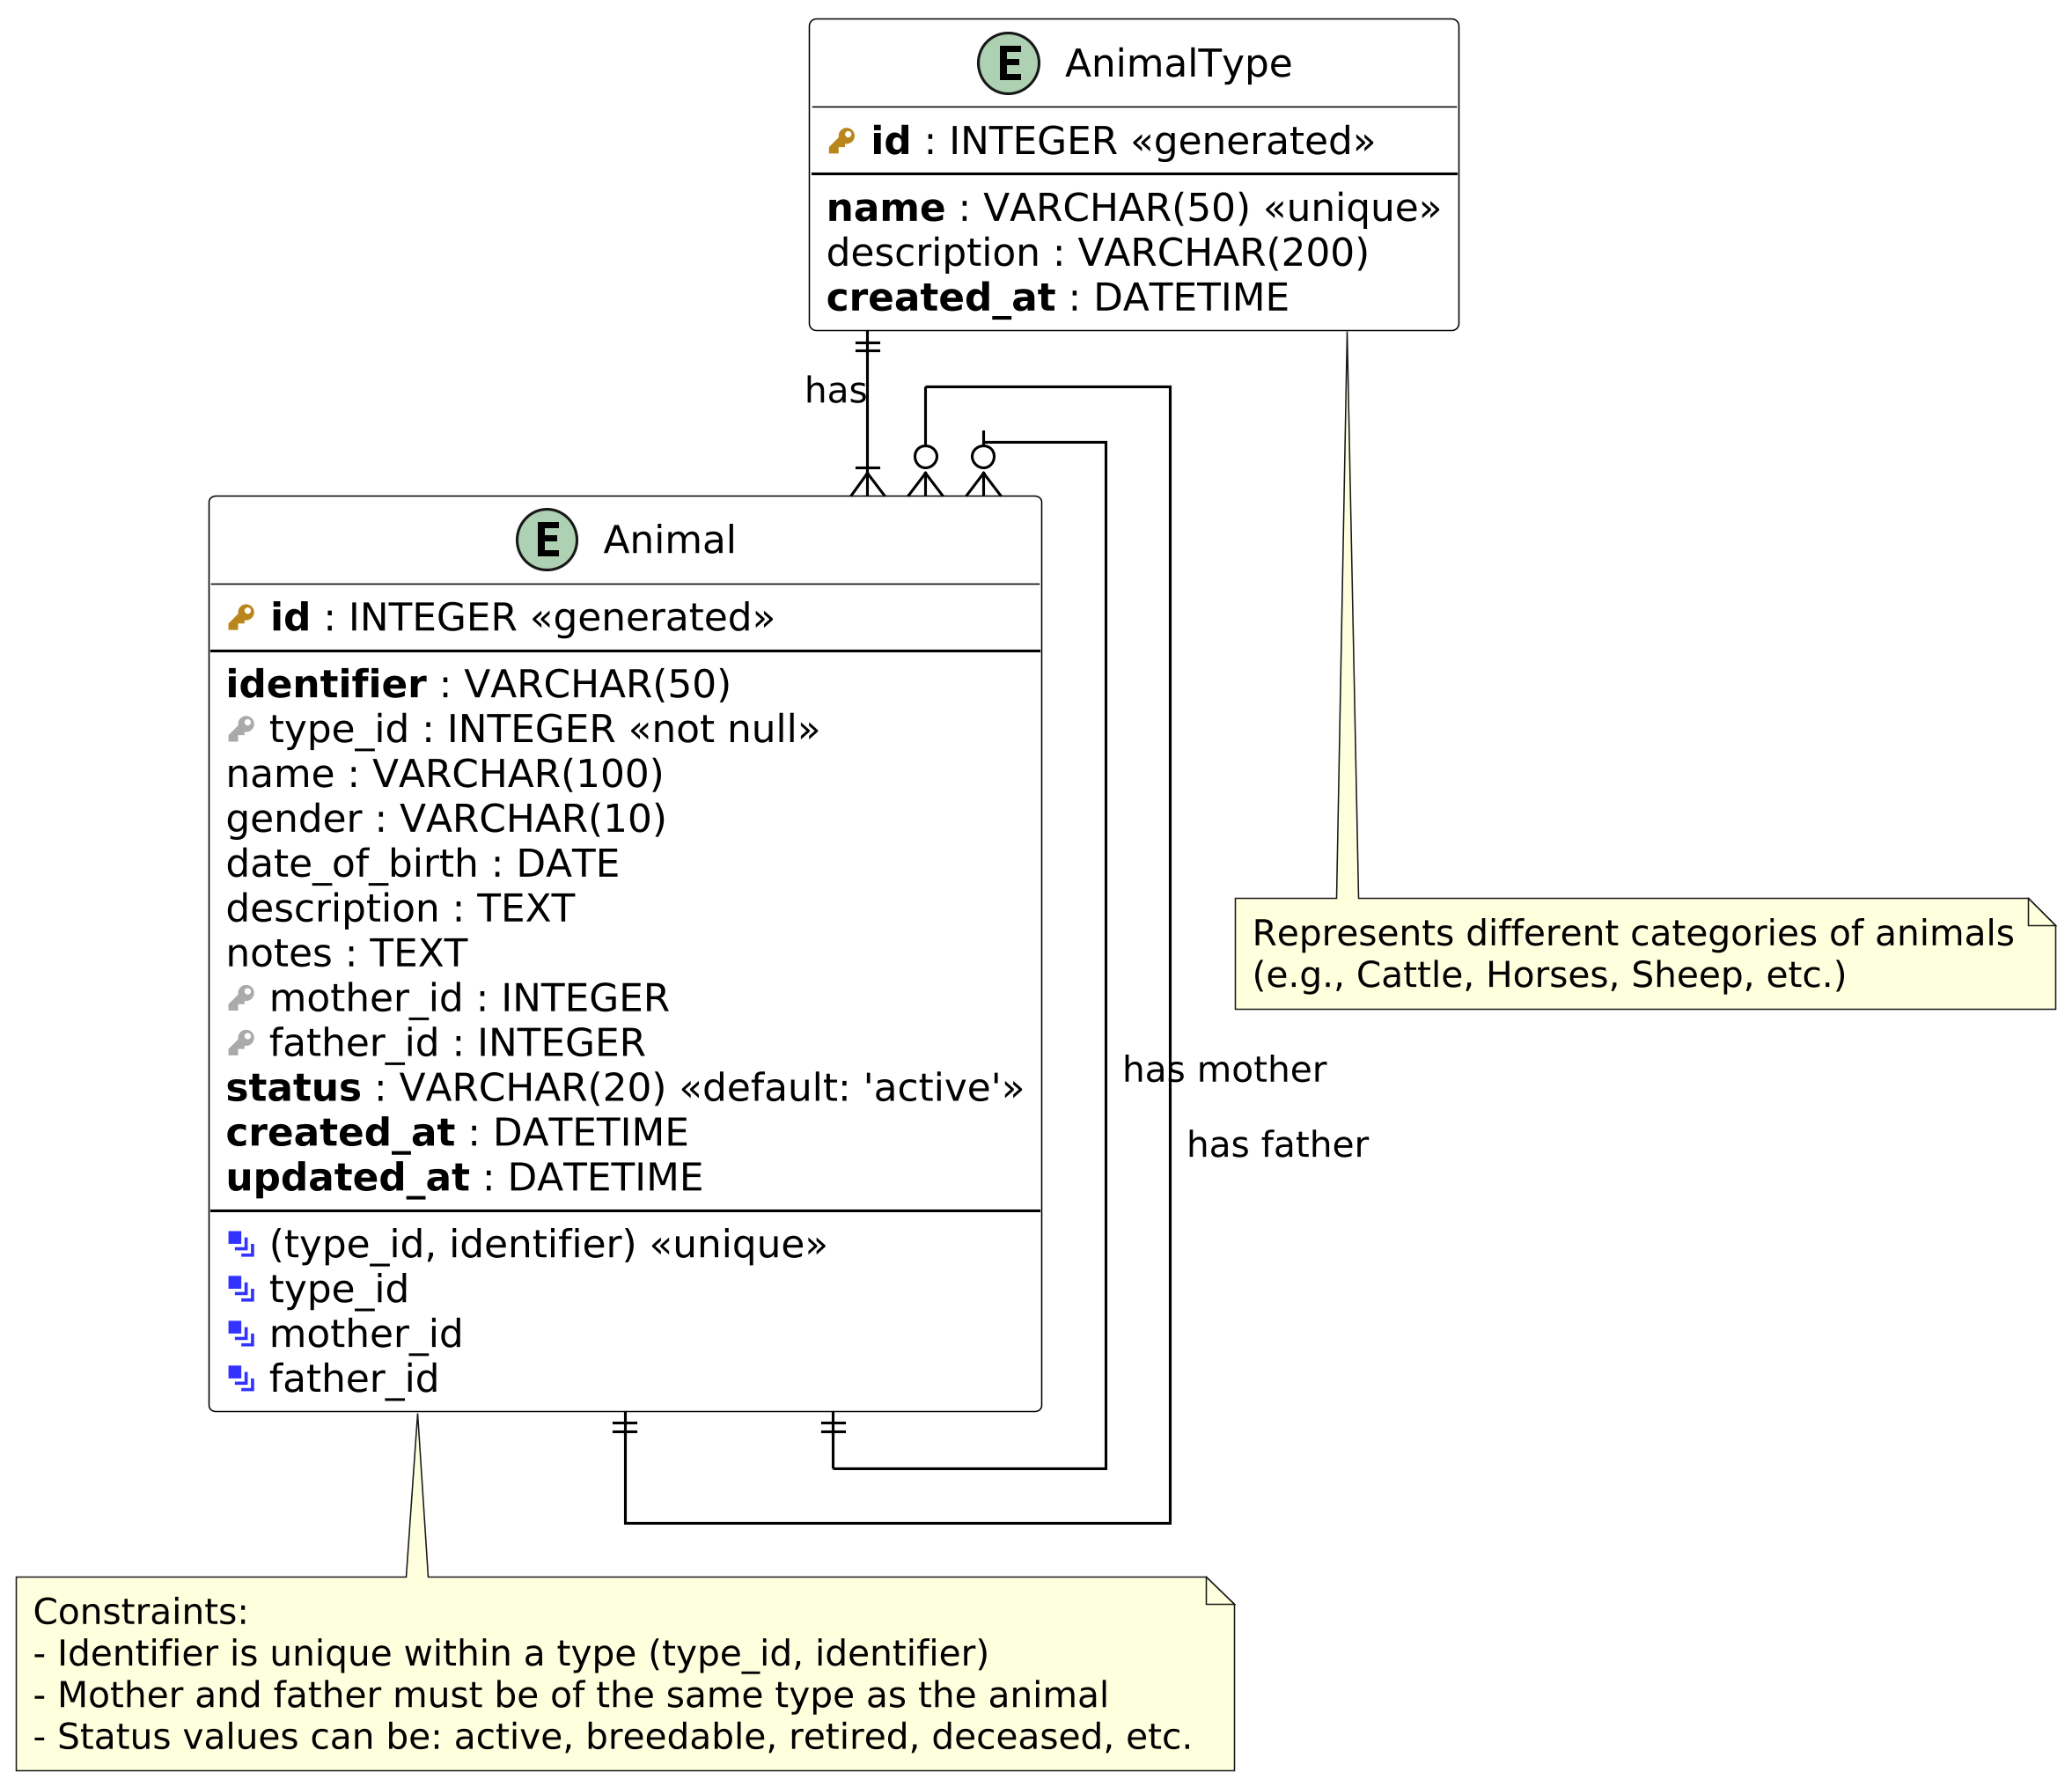 E AnimalType
id : INTEGER «generated»
name : VARCHAR(50) «unique»
description : VARCHAR(200)
created_at : DATETIME
has
E Animal
id : INTEGER «generated»
identifier : VARCHAR(50)
type_id : INTEGER «not null»
name : VARCHAR(100)
gender : VARCHAR(10)
date_of_birth : DATE
description : TEXT
notes : TEXT
mother_id : INTEGER
father_id : INTEGER
status : VARCHAR(20) «default: 'active'»
created_at : DATETIME
updated_at : DATETIME
(type_id, identifier) «unique»
type_id
mother_id
father_id
Represents different categories of animals
(e.g., Cattle, Horses, Sheep, etc.)
has mother
has father
Constraints:
- Identifier is unique within a type (type_id, identifier)
- Mother and father must be of the same type as the animal
- Status values can be: active, breedable, retired, deceased, etc.